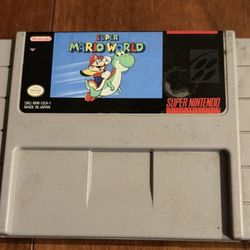 Nintendo
SUPER
MARIO WORLD
SNS-MW-USA-1
MADE IN JAPAN
SUPER NINTENDO